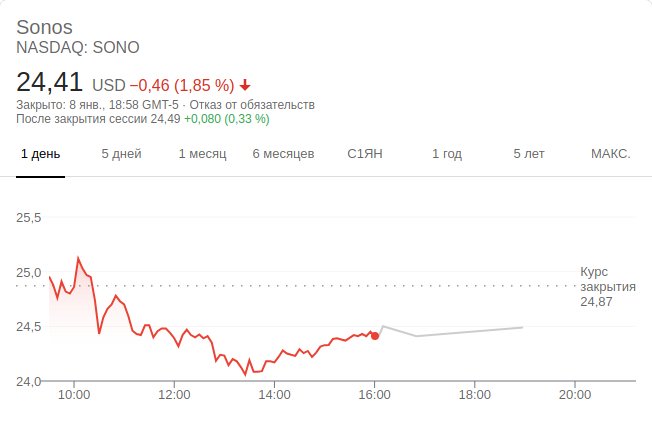 Sonos
NASDAQ: SONO
24,41 USD −0,46 (1,85 %)
Закрыто: 8 янв., 18:58 GMT-5 · Отказ от обязательств
После закрытия сессии 24,49 +0,080 (0,33 %)
1 день 5 дней 1 месяц 6 месяцев С1ЯН 1 год 5 лет МАКС.
25,5
25,0
24,5
24,0
Курс
закрытия
24,87
10:00 12:00 14:00 16:00 18:00 20:00